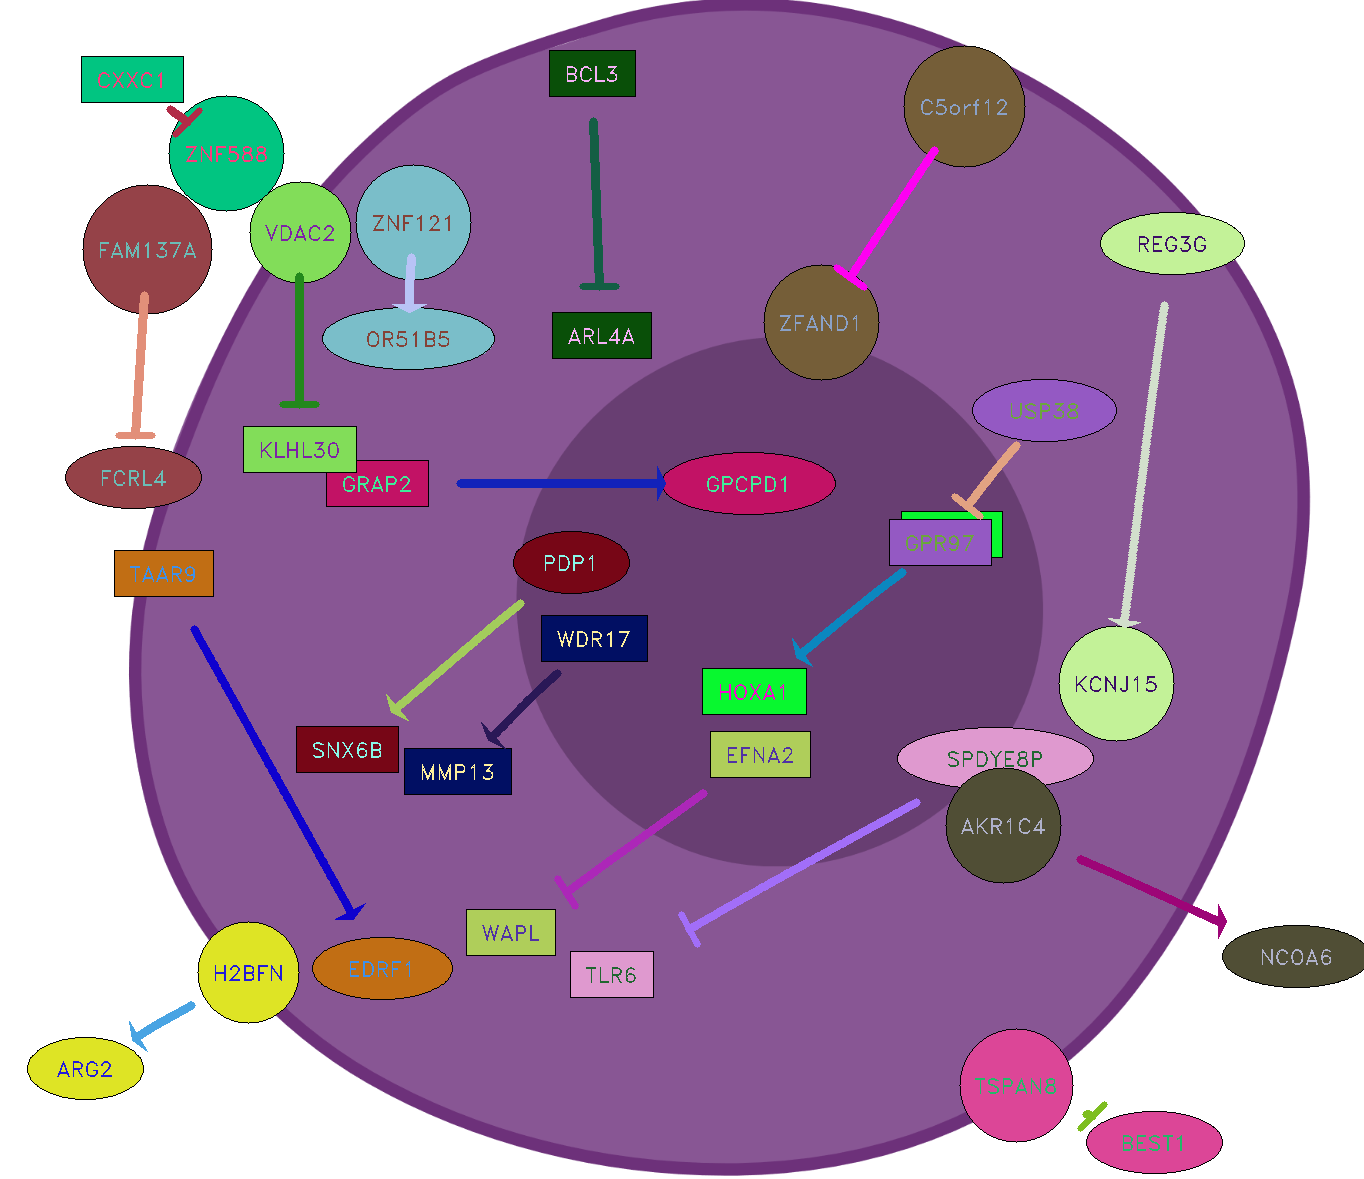 BCL3
CXXC1
C5orf12
ZNF588
ZNF121
VDAC2
FAM137A
REG3G
ZFAND1
ARL4A
OR51B5
USP38
KLHL30
FCRL4
GRAP2
GPCPD1
GPR97
PDP1
TAAR9
WDR17
KCNJ15
HOXA1
SNX6B
EFNA2
SPDYE8P
MMP13
AKR1C4
WAPL
NCOA6
EDRF1
H2BFN
TLR6
ARG2
TSPAN8
BEST1